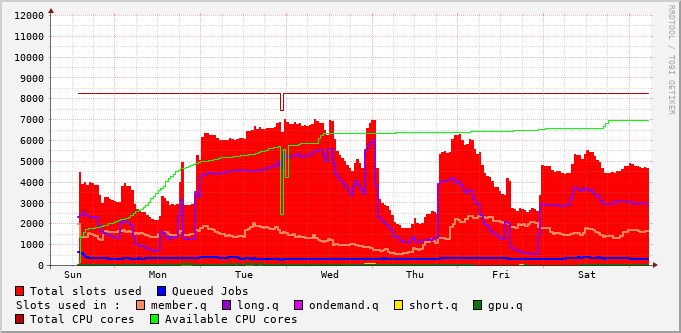 12000
11000
10000
9000
8000
7000
6000
5000
4000
3000
2000
1000
0
Sun Mon Tue Wed Thu Fri Sat
RRDTOOL / TOBI OETIKER
Total slots used Queued Jobs
Slots used in : member.q long.q ondemand.q short.q gpu.q
Total CPU cores Available CPU cores